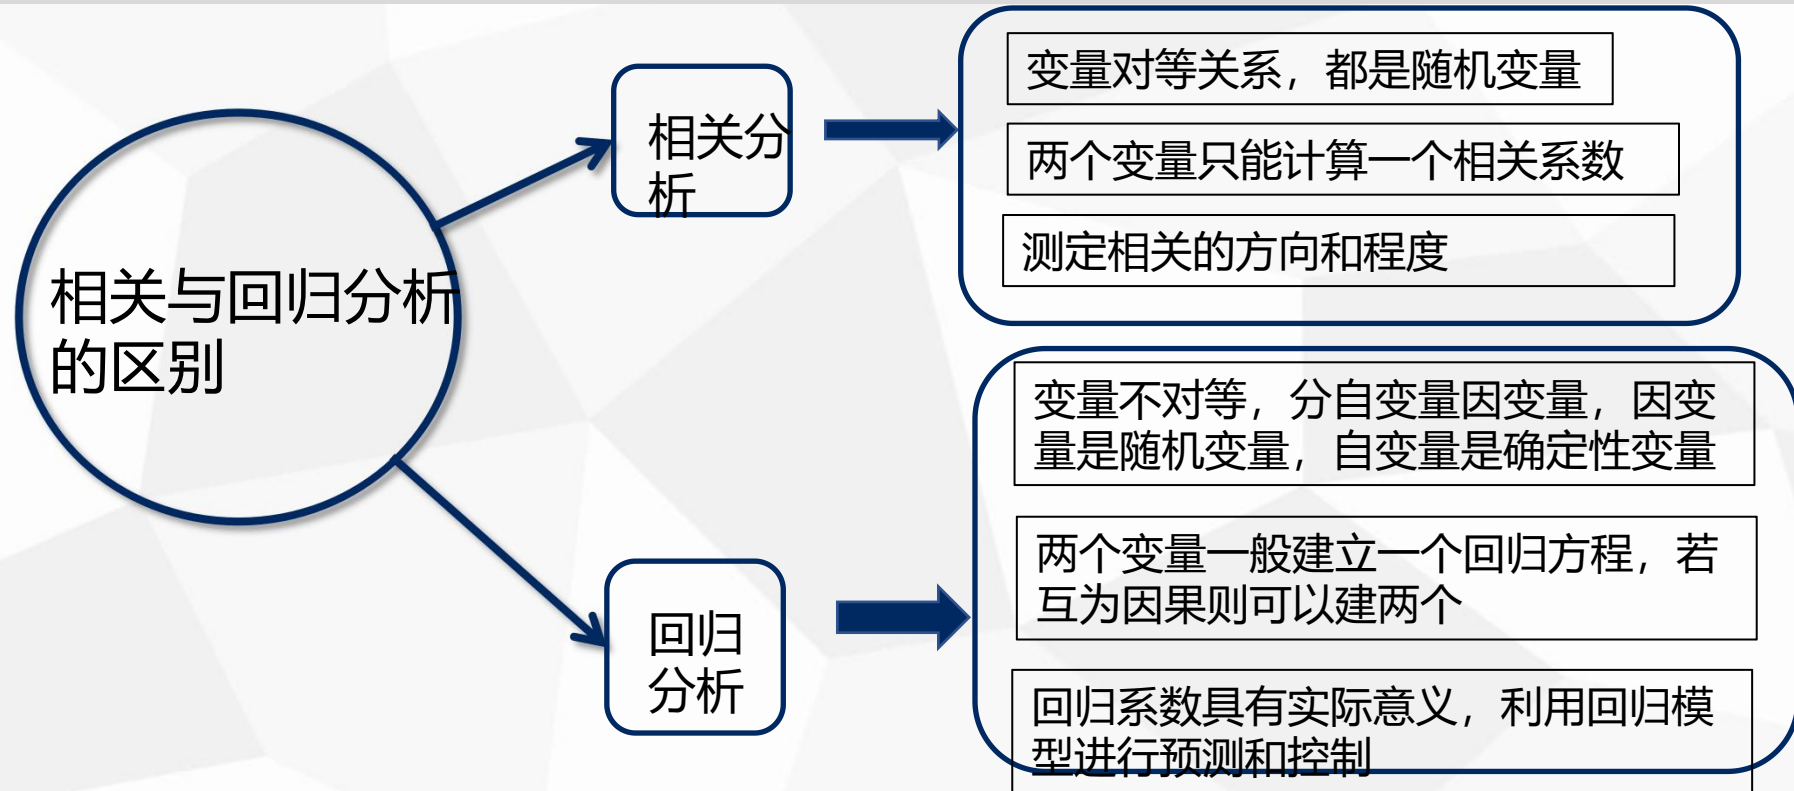 相关与回归分析
的区别
相关分
析
变量对等关系，都是随机变量
两个变量只能计算一个相关系数
测定相关的方向和程度
回归
分析
变量不对等，分自变量因变量，因变
量是随机变量，自变量是确定性变量
两个变量一般建立一个回归方程，若
互为因果则可以建两个
回归系数具有实际意义，利用回归模
型进行预测和控制